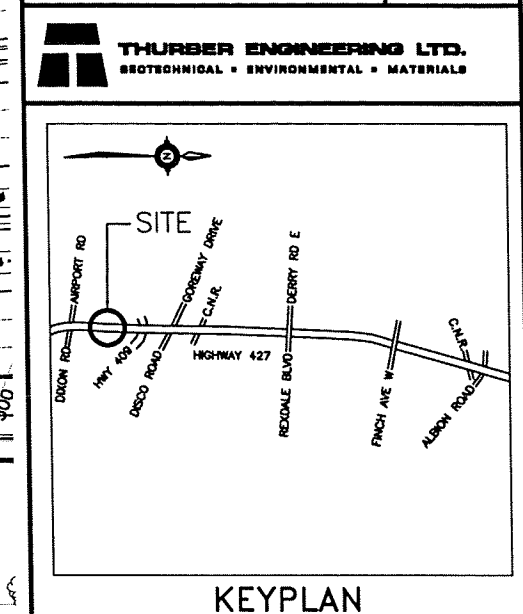 THURBER ENGINEERING LTD.
GEOTECHNICAL • ENVIRONMENTAL • MATERIALS
N
SITE
AIRPORT RD
DIXON RD
HWY 409
GOREWAY DRIVE
DISCO ROAD
C.N.R.
HIGHWAY 427
DERRY RD E
REXDALE BLVD
FINCH AVE W
C.N.R.
ALBION ROAD
400
KEYPLAN